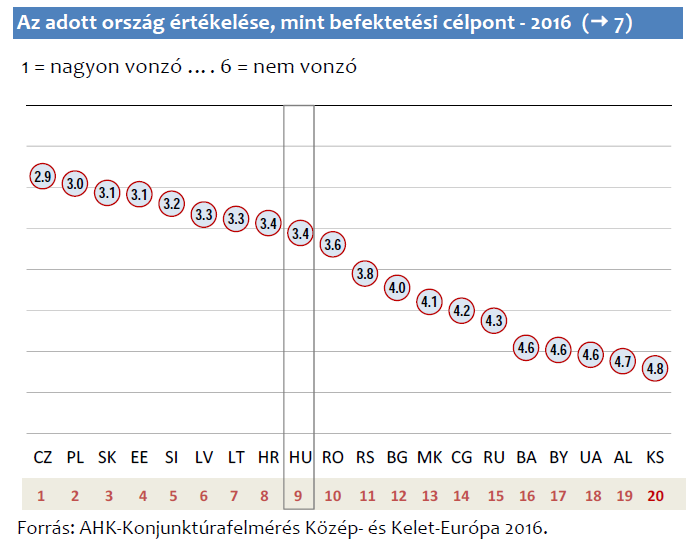 Az adott ország értékelése, mint befektetési célpont - 2016 (→ 7)
1 = nagyon vonzó .... 6 = nem vonzó
2.9 3.0 3.1 3.1 3.2 3.3 3.3 3.4 3.4 3.6 3.8 4.0 4.1 4.2 4.3 4.6 4.6 4.6 4.7 4.8
CZ PL SK EE SI LV LT HR HU RO RS BG MK CG RU BA BY UA AL KS
1 2 3 4 5 6 7 8 9 10 11 12 13 14 15 16 17 18 19 20
Forrás: AHK-Konjunktúrafelmérés Közép- és Kelet-Európa 2016.